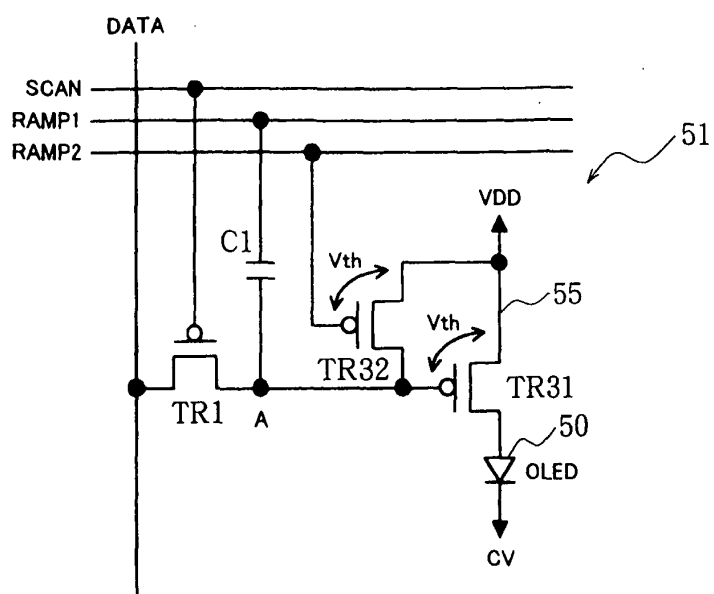 DATA
SCAN
RAMP1
RAMP2
51
VDD
C1
Vth
55
Vth
TR32
TR31
TR1
A
50
OLED
CV